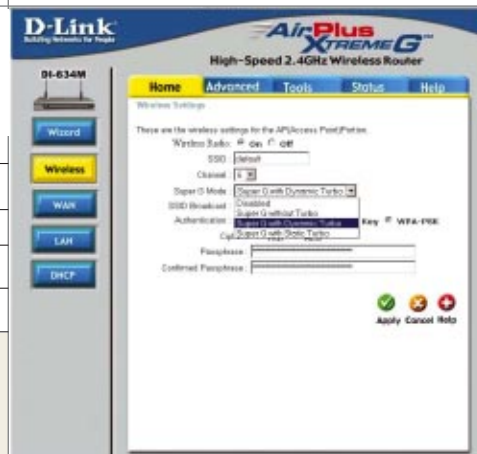 D-Link
Building Networks for People
AirPlus
XTREME G™
High-Speed 2.4GHz Wireless Router
DI-634M
Home Advanced Tools Status Help
Wizard
Wireless
WAN
LAN
DHCP
Wireless Settings
These are the wireless settings for the AP(Access Point)Portion.
Wireless Radio: On Off
SSID: default
Channel: 6
Super G Mode: Super G with Dynamic Turbo
Disabled
Super G without Turbo
Super G with Dynamic Turbo
Super G with Static Turbo
SSID Broadcast
Authentication Key WPA-PSK
Passphrase:
Confirmed Passphrase:
Apply Cancel Help